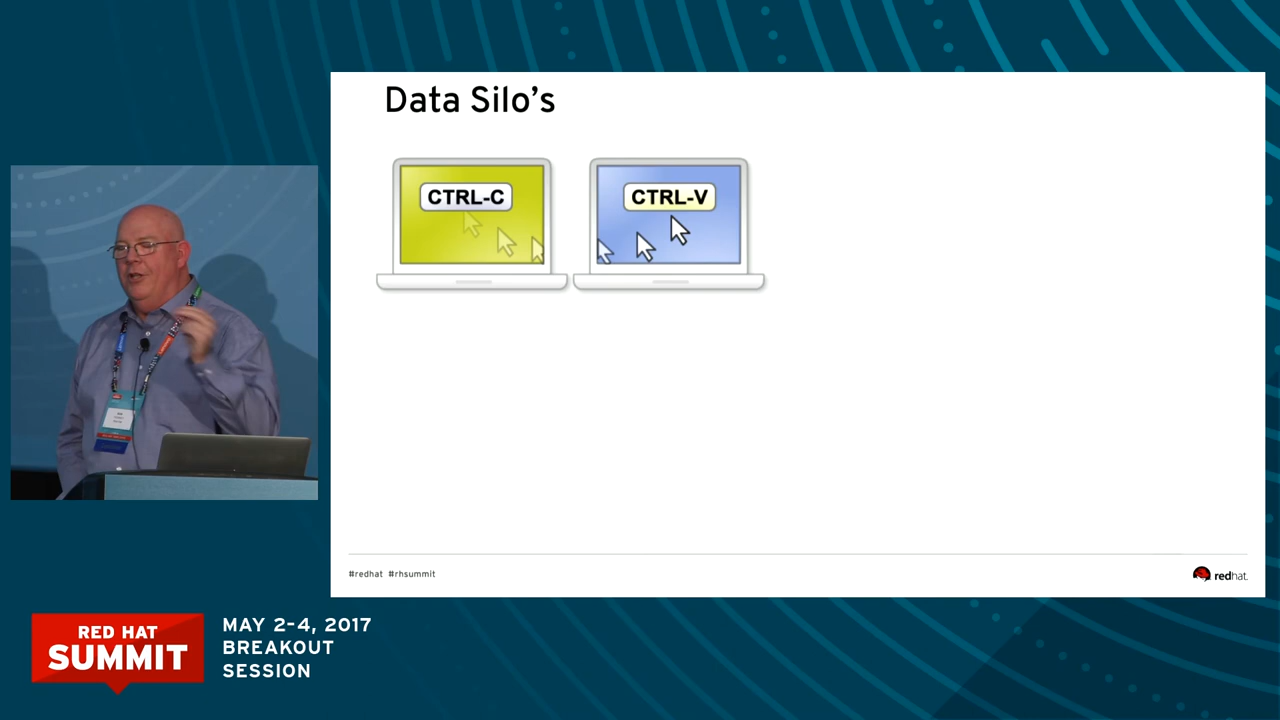 Data Silo's
CTRL-C
CTRL-V
#redhat #rhsummit
redhat.
RED HAT
SUMMIT
MAY 2-4, 2017
BREAKOUT
SESSION